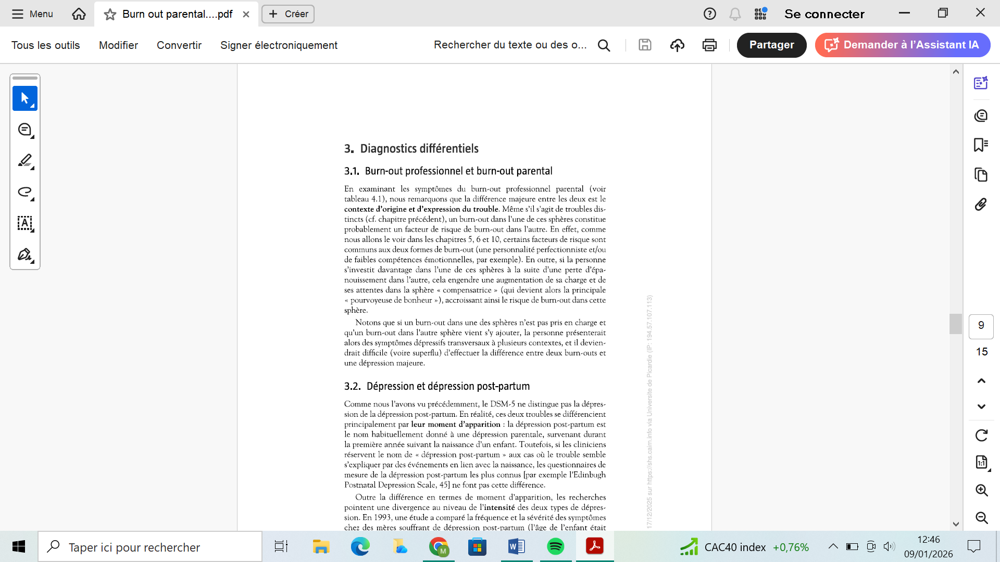 Menu
Burn out parental....pdf
Créer
Se connecter
Tous les outils
Modifier
Convertir
Signer électroniquement
Rechercher du texte ou des o...
Partager
Demander à l'Assistant IA
3. Diagnostics différentiels
3.1. Burn-out professionnel et burn-out parental
En examinant les symptômes du burn-out professionnel parental (voir
tableau 4.1), nous remarquons que la différence majeure entre les deux est le
contexte d'origine et d'expression du trouble. Même s'il s'agit de troubles dis-
tincts (cf. chapitre précédent), un burn-out dans l'une de ces sphères constitue
probablement un facteur de risque de burn-out dans l'autre. En effet, comme
nous allons le voir dans les chapitres 5, 6 et 10, certains facteurs de risque sont
communs aux deux formes de burn-out (une personnalité perfectionniste et/ou
de faibles compétences émotionnelles, par exemple). En outre, si la personne
s'investit davantage dans l'une de ces sphères à la suite d'une perte d'épa-
nouissement dans l'autre, cela engendre une augmentation de sa charge et de
ses attentes dans la sphère « compensatrice » (qui devient alors la principale
« pourvoyeuse de bonheur »), accroissant ainsi le risque de burn-out dans cette
sphère.
Notons que si un burn-out dans une des sphères n'est pas pris en charge et
qu'un burn-out dans l'autre sphère vient s'y ajouter, la personne présenterait
alors des symptômes dépressifs transversaux à plusieurs contextes, et il devien-
drait difficile (voire superflu) d'effectuer la différence entre deux burn-outs et
une dépression majeure.
3.2. Dépression et dépression post-partum
Comme nous l'avons vu précédemment, le DSM-5 ne distingue pas la dépres-
sion de la dépression post-partum. En réalité, ces deux troubles se différencient
principalement par leur moment d'apparition : la dépression post-partum est
le nom habituellement donné à une dépression parentale, survenant durant
la première année suivant la naissance d'un enfant. Toutefois, si les cliniciens
réservent le nom de « dépression post-partum » aux cas où le trouble semble
s'expliquer par des événements en lien avec la naissance, les questionnaires de
mesure de la dépression post-partum les plus connus [par exemple l'Edinbugh
Postnatal Depression Scale, 45] ne font pas cette différence.
Outre la différence en termes de moment d'apparition, les recherches
pointent une divergence au niveau de l'intensité des deux types de dépres-
sion. En 1993, une étude a comparé la fréquence et la sévérité des symptômes
chez des mères souffrant de dépression post-partum (l'âge de l'enfant était
17/12/2025 sur https://shs.cairn.info via Universite de Picardie (IP: 194.57.107.113)
9
15
Taper ici pour rechercher
CAC40 index +0,76%
12:46
09/01/2026